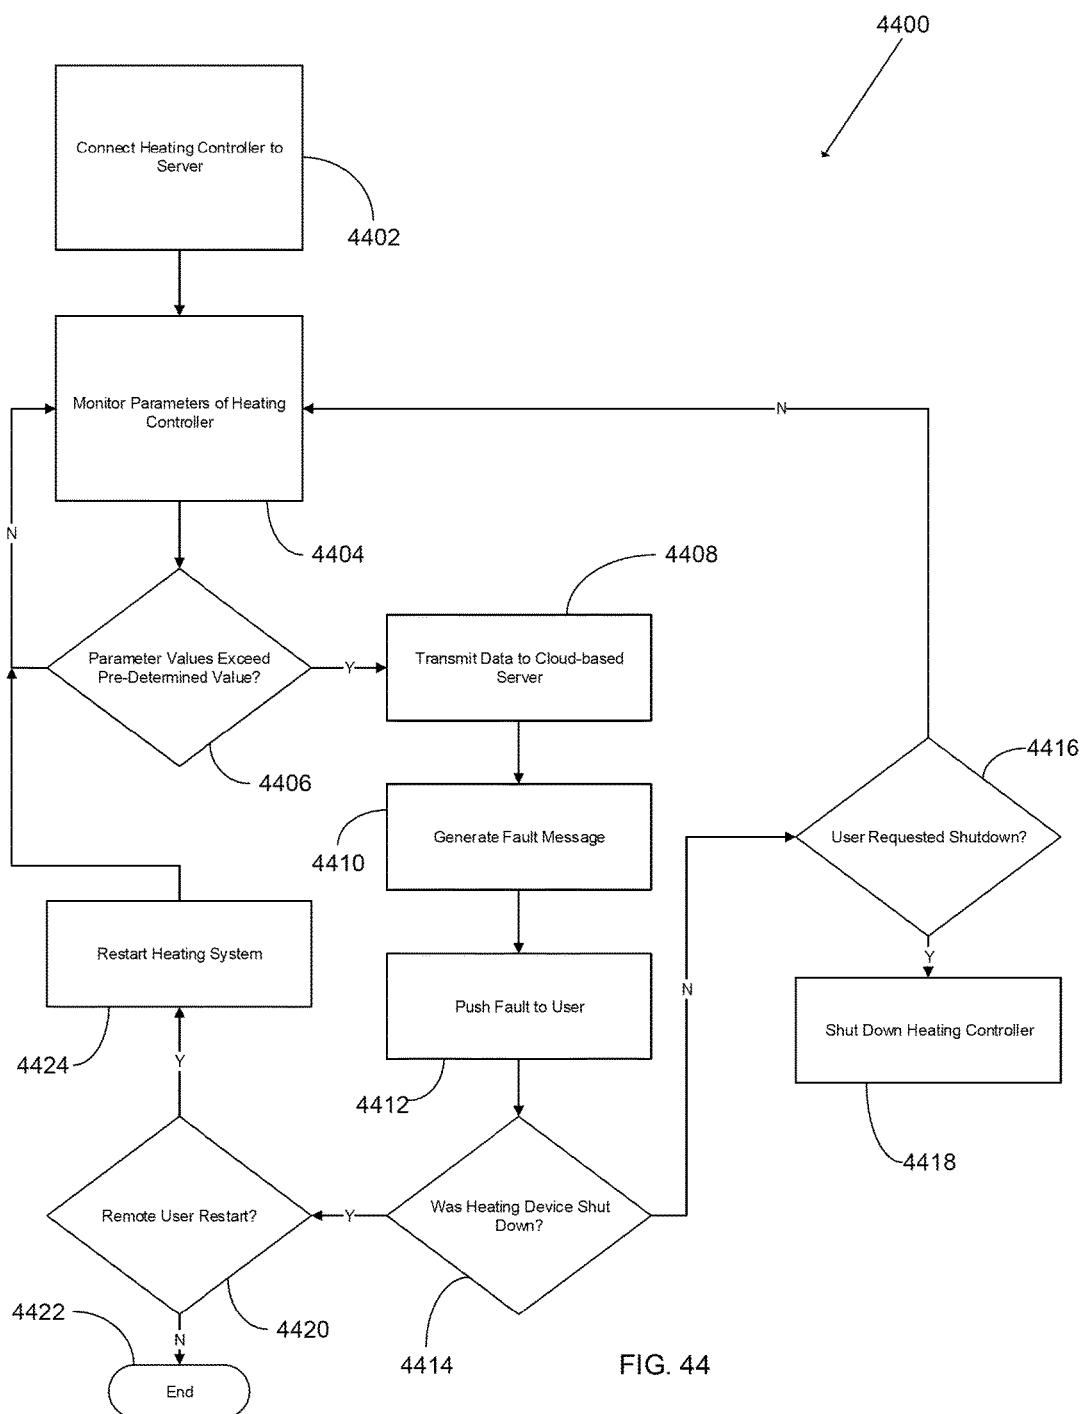 4400
Connect Heating Controller to
Server
4402
Monitor Parameters of Heating
Controller
N
N
4404
4408
Parameter Values Exceed
Pre-Determined Value?
Y
Transmit Data to Cloud-based
Server
4406
4416
Generate Fault Message
4410
User Requested Shutdown?
Y
Restart Heating System
N
Push Fault to User
Shut Down Heating Controller
4424
Y
4412
4418
Remote User Restart?
Y
Was Heating Device Shut
Down?
4422
4420
N
4414
FIG. 44
End